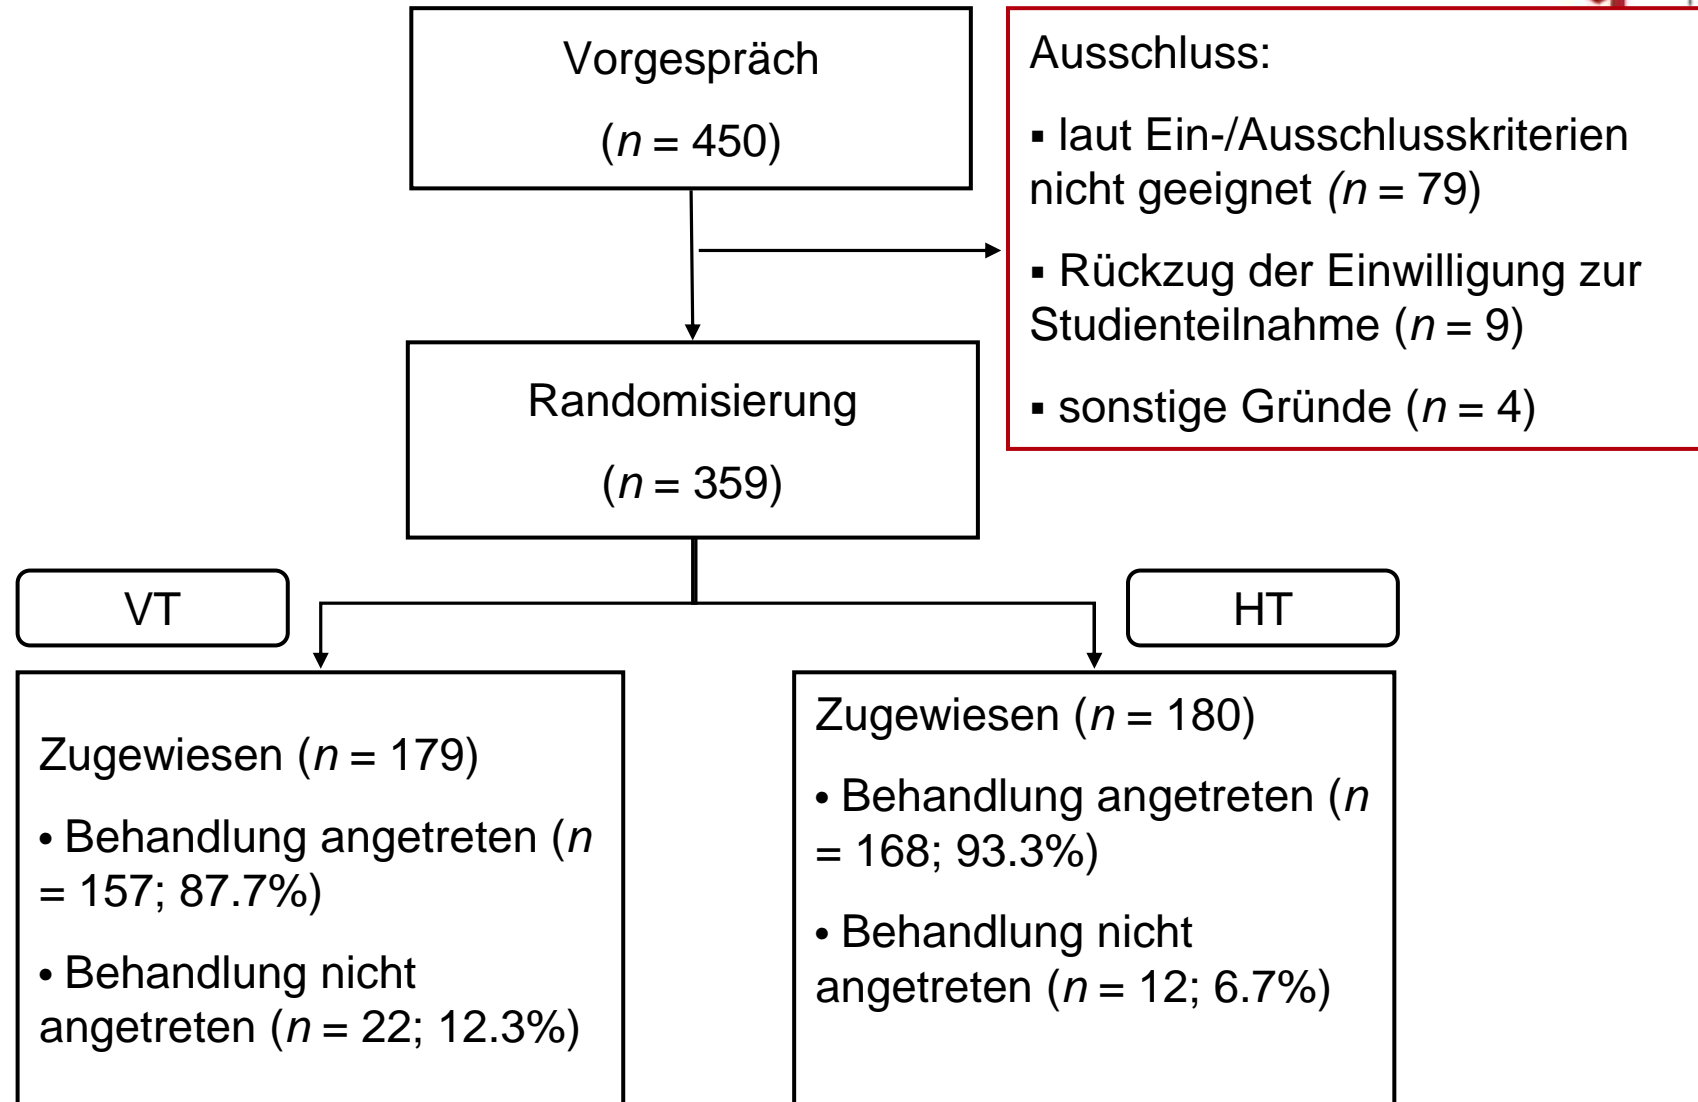 Vorgespräch
(n = 450)
Ausschluss:
▪ laut Ein-/Ausschlusskriterien
nicht geeignet (n = 79)
▪ Rückzug der Einwilligung zur
Studienteilnahme (n = 9)
▪ sonstige Gründe (n = 4)
Randomisierung
(n = 359)
VT
Zugewiesen (n = 179)
• Behandlung angetreten (n
= 157; 87.7%)
• Behandlung nicht
angetreten (n = 22; 12.3%)
HT
Zugewiesen (n = 180)
• Behandlung angetreten (n
= 168; 93.3%)
• Behandlung nicht
angetreten (n = 12; 6.7%)